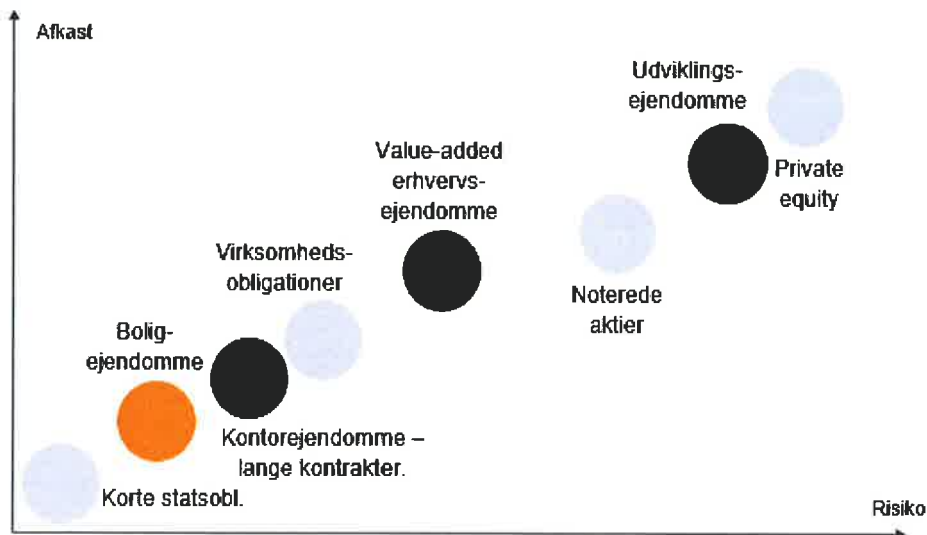 Afkast
Udviklings-
ejendomme
Private
equity
Value-added
erhvervs-
ejendomme
Noterede
aktier
Virksomheds-
obligationer
Bolig-
ejendomme
Kontorejendomme –
lange kontrakter.
Korte statsobl.
Risiko